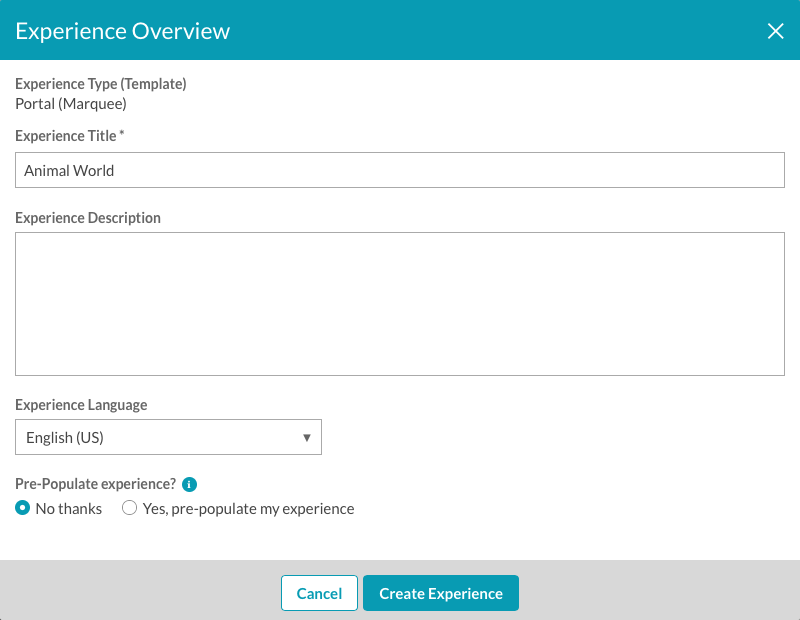 Experience Overview
Experience Type (Template)
Portal (Marquee)
Experience Title *
Animal World
Experience Description
Experience Language
English (US)
Pre-Populate experience? i
No thanks Yes, pre-populate my experience
Cancel Create Experience